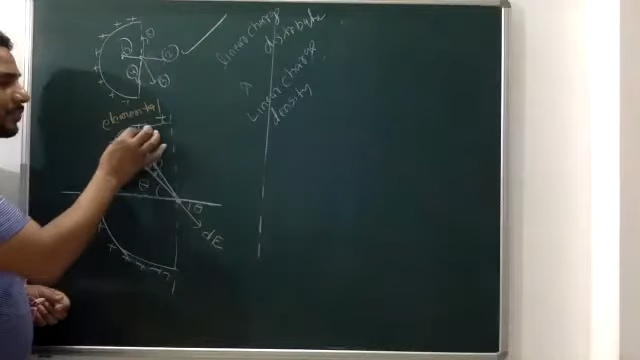 linear charge
distribute
Linear charge
density
elemental
dE
θ
θ